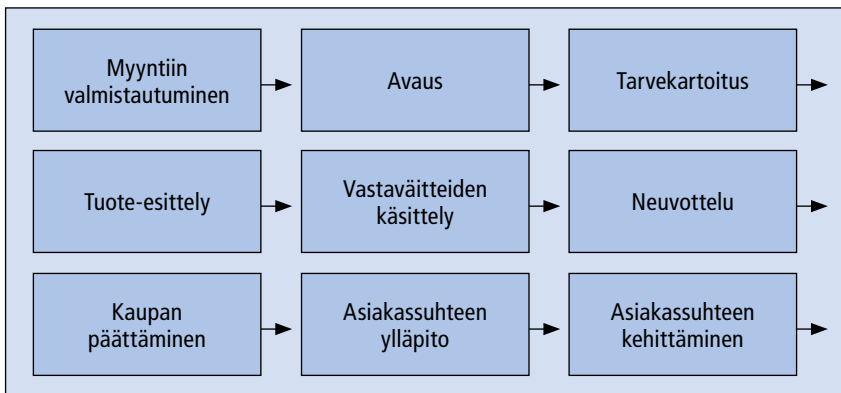 Myyntiin
valmistautuminen
Avaus
Tarvekartoitus
Tuote-esittely
Vastaväitteiden
käsittely
Neuvottelu
Kaupan
päättäminen
Asiakassuhteen
ylläpito
Asiakassuhteen
kehittäminen